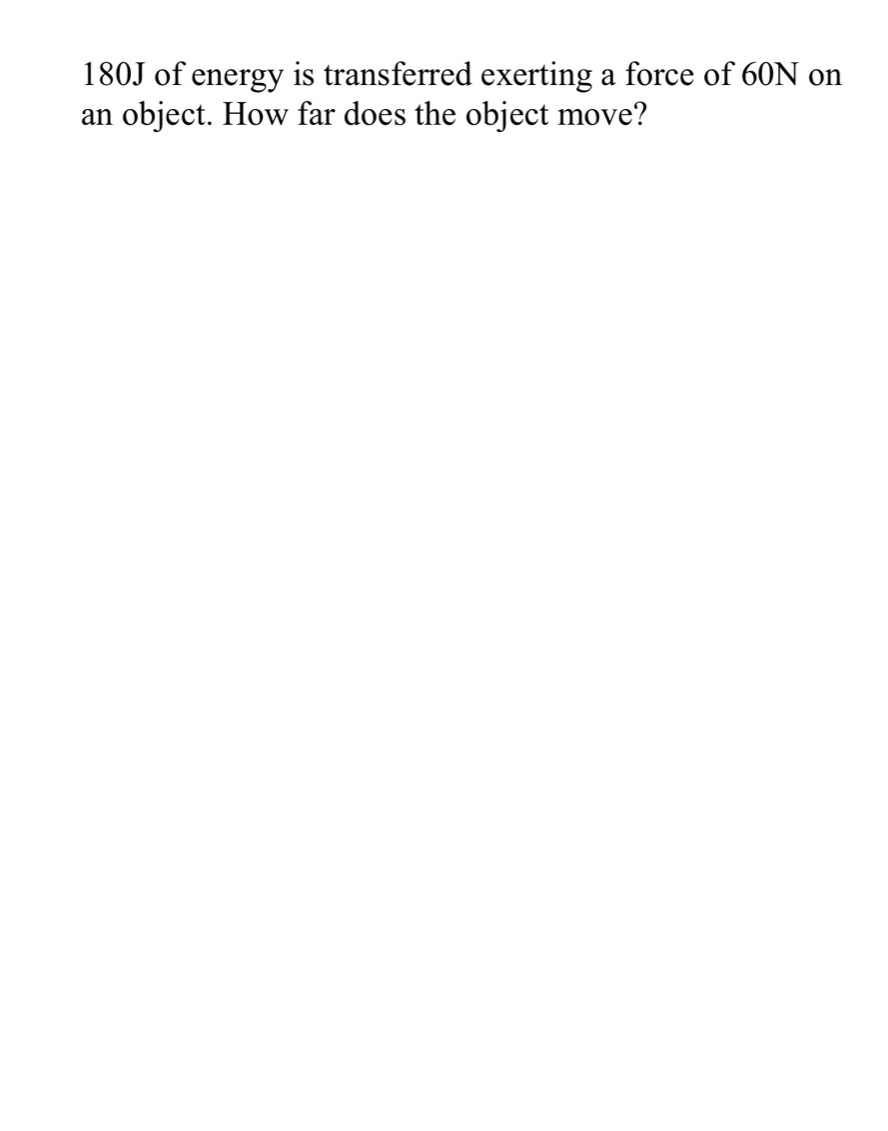 180J of energy is transferred exerting a force of 60N on
an object. How far does the object move?